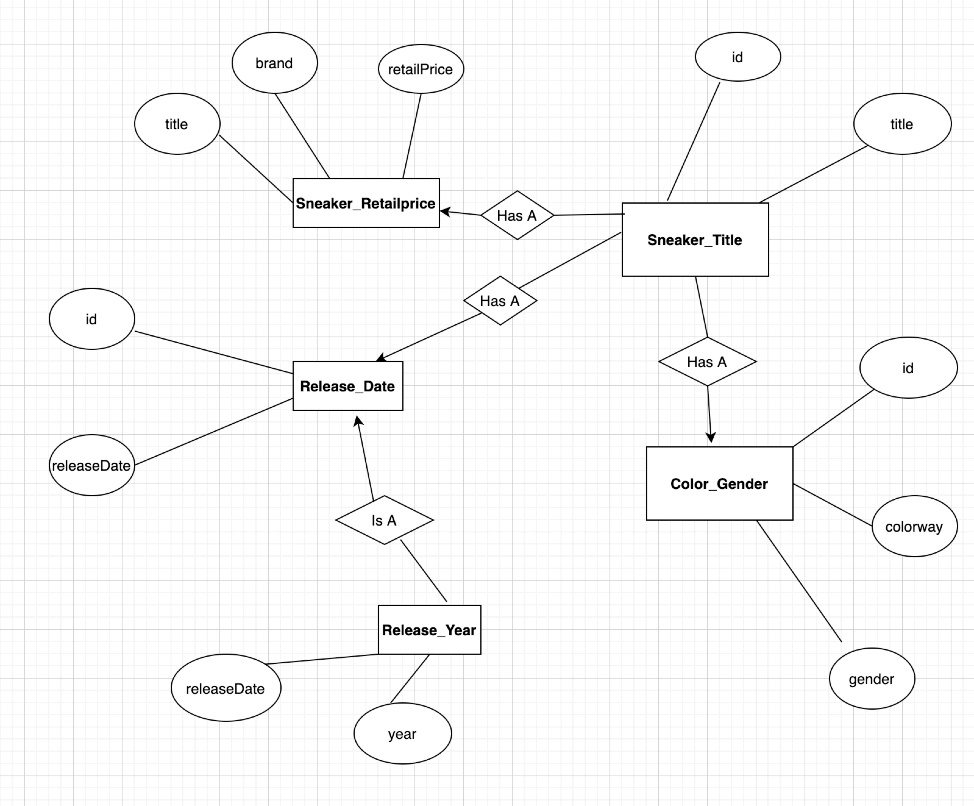 brand
retailPrice
id
title
title
Sneaker_Retailprice
Has A
Sneaker_Title
Has A
id
Has A
id
Release_Date
releaseDate
Color_Gender
Is A
colorway
Release_Year
releaseDate
gender
year